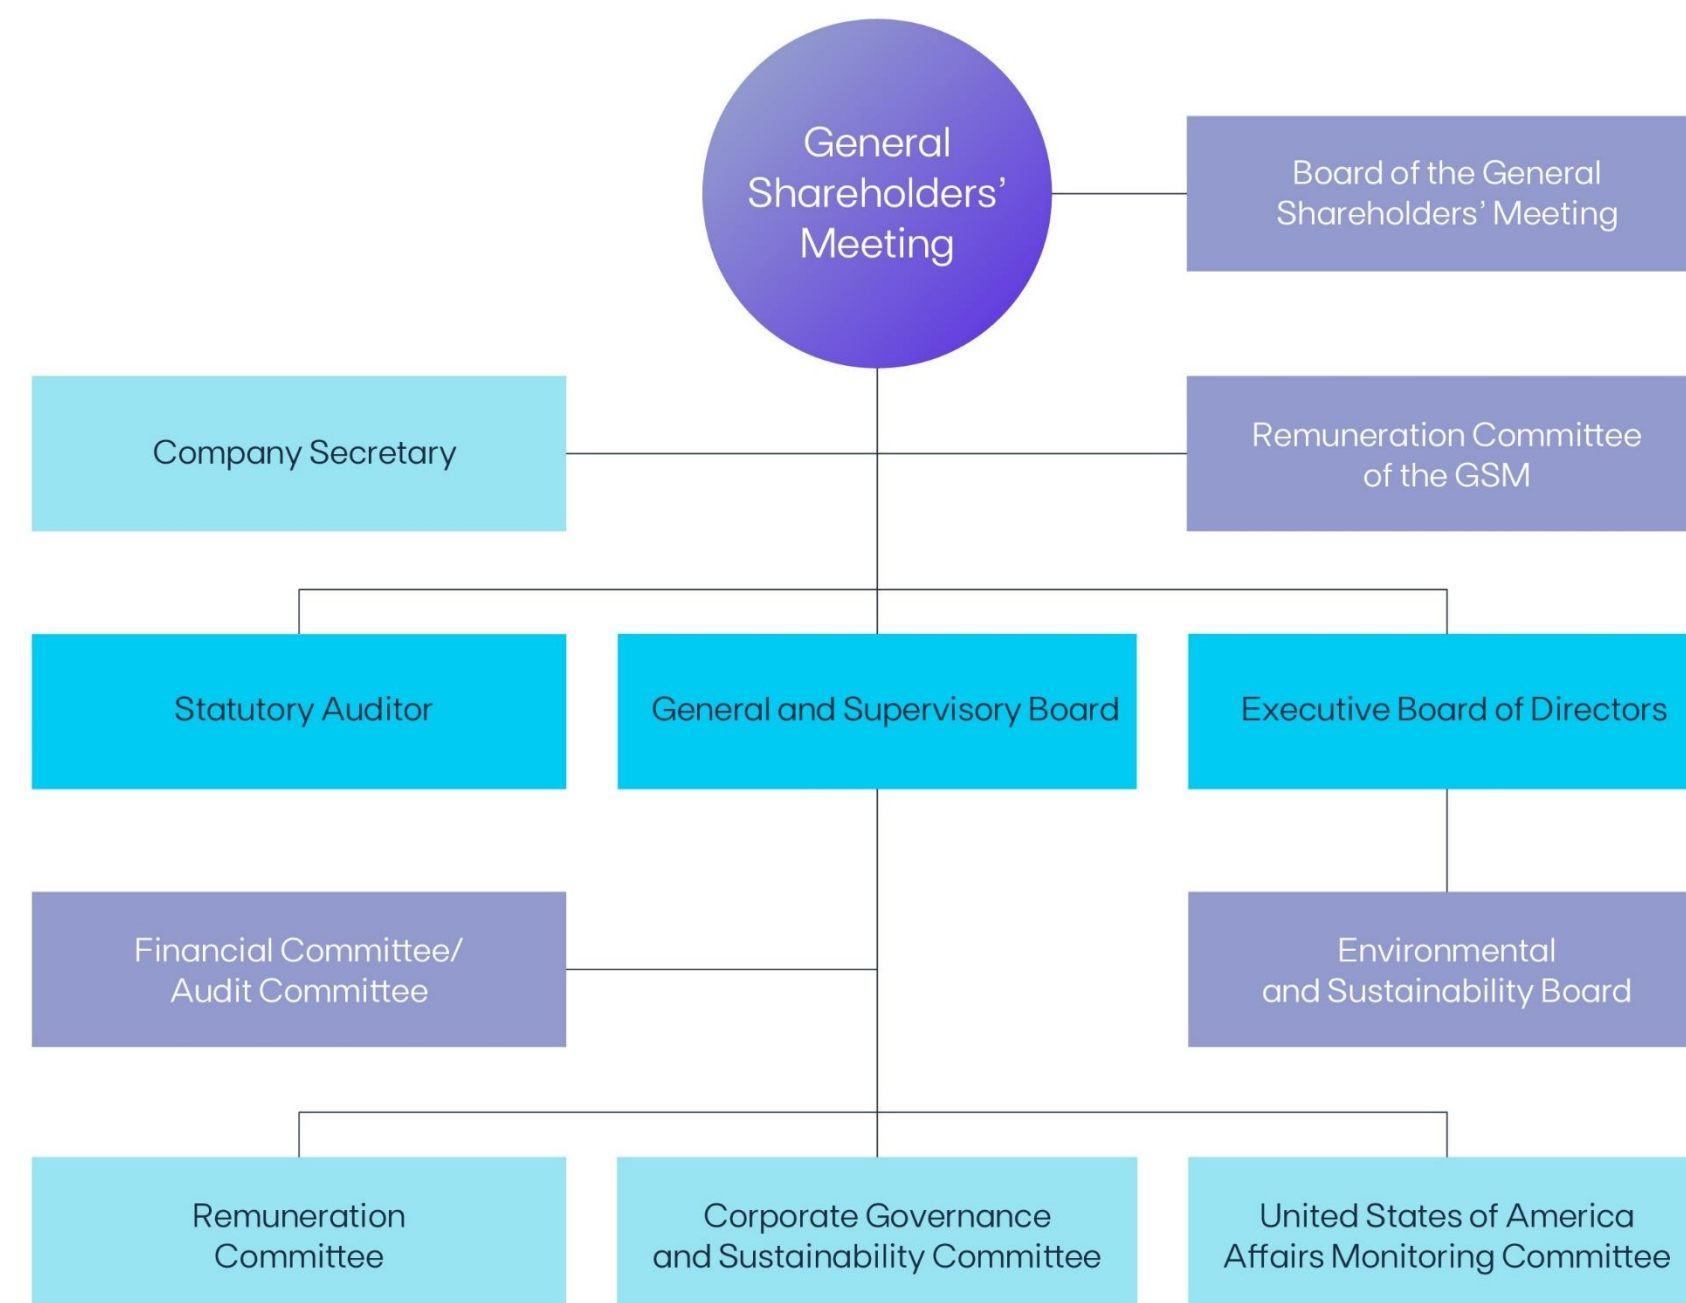 General
Shareholders’
Meeting
Board of the General
Shareholders’ Meeting
Company Secretary
Remuneration Committee
of the GSM
Statutory Auditor
General and Supervisory Board
Executive Board of Directors
Financial Committee/
Audit Committee
Environmental
and Sustainability Board
Remuneration
Committee
Corporate Governance
and Sustainability Committee
United States of America
Affairs Monitoring Committee